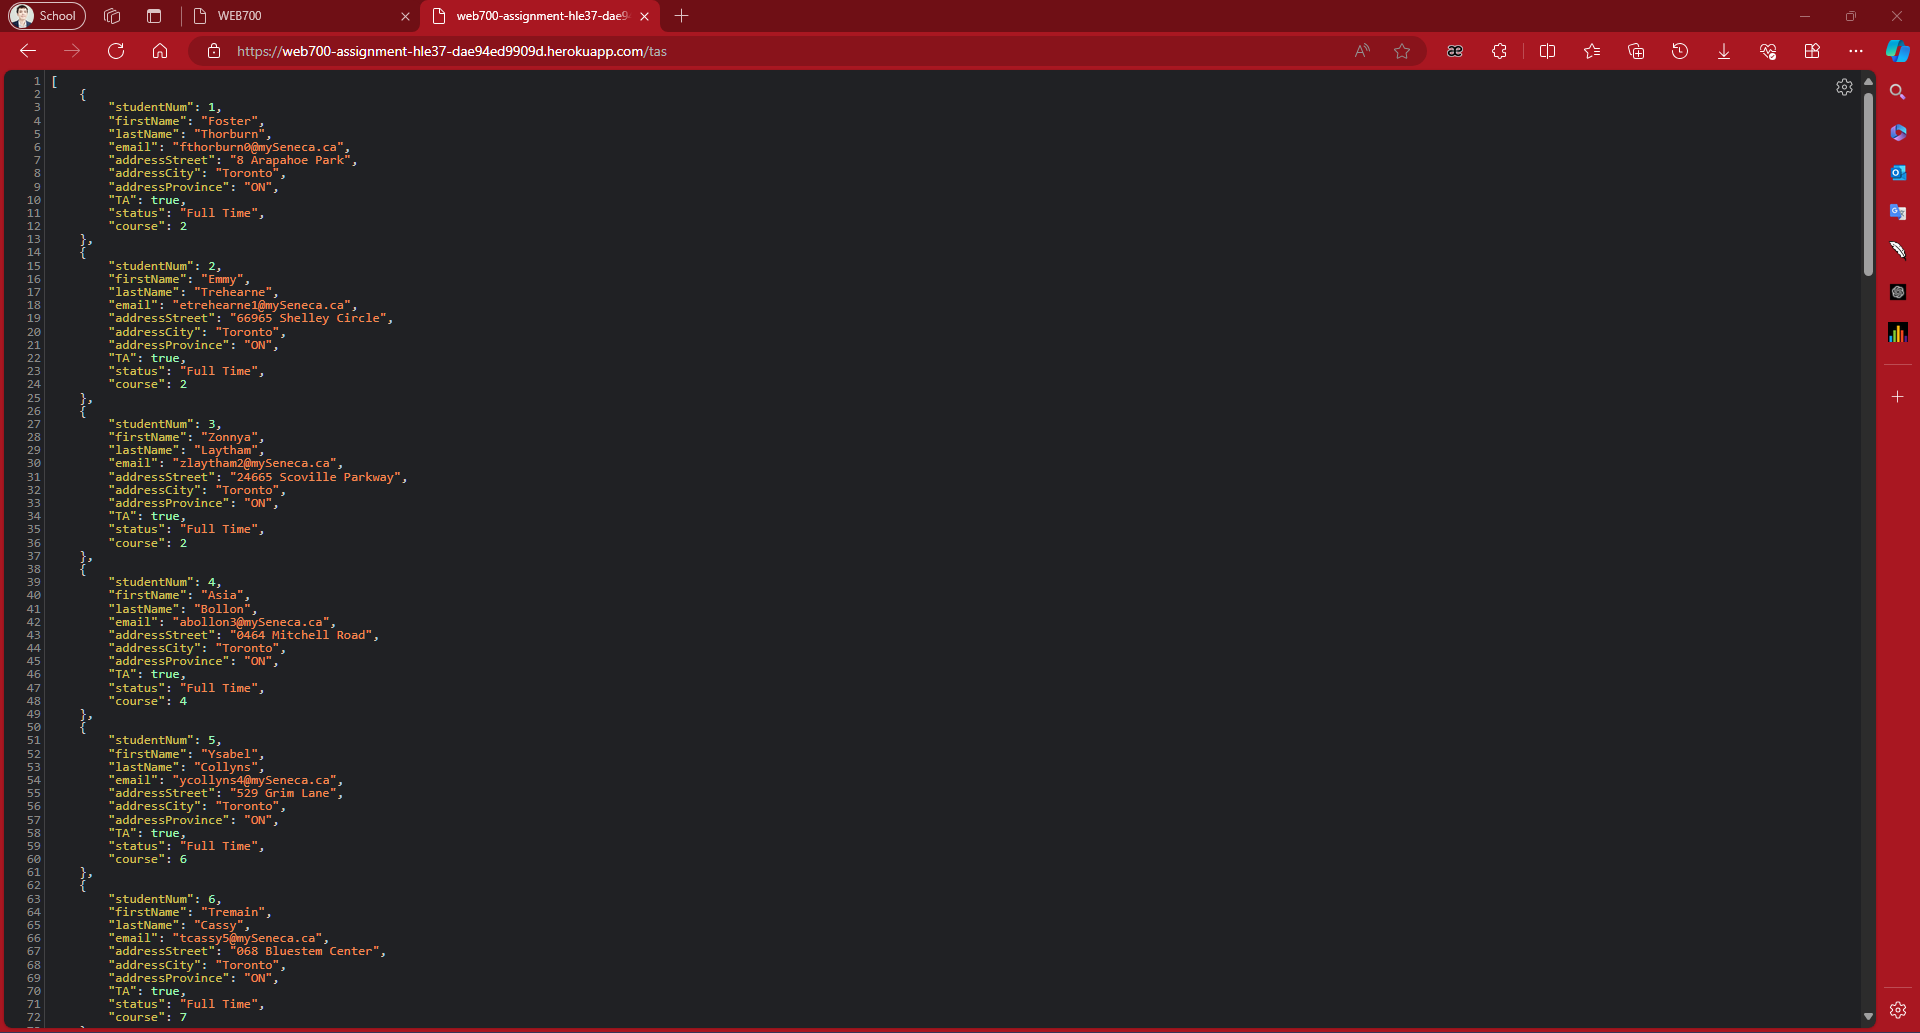 School
WEB700
web700-assignment-hle37-dae9
https://web700-assignment-hle37-dae94ed9909d.herokuapp.com/tas
1 [
2 {
3 "studentNum": 1,
4 "firstName": "Foster",
5 "lastName": "Thorburn",
6 "email": "fthorburn0@mySeneca.ca",
7 "addressStreet": "8 Arapahoe Park",
8 "addressCity": "Toronto",
9 "addressProvince": "ON",
10 "TA": true,
11 "status": "Full Time",
12 "course": 2
13 },
14 {
15 "studentNum": 2,
16 "firstName": "Emmy",
17 "lastName": "Trehearne",
18 "email": "etrehearne1@mySeneca.ca",
19 "addressStreet": "66965 Shelley Circle",
20 "addressCity": "Toronto",
21 "addressProvince": "ON",
22 "TA": true,
23 "status": "Full Time",
24 "course": 2
25 },
26 {
27 "studentNum": 3,
28 "firstName": "Zonnya",
29 "lastName": "Laytham",
30 "email": "zlaytham2@mySeneca.ca",
31 "addressStreet": "24665 Scoville Parkway",
32 "addressCity": "Toronto",
33 "addressProvince": "ON",
34 "TA": true,
35 "status": "Full Time",
36 "course": 2
37 },
38 {
39 "studentNum": 4,
40 "firstName": "Asia",
41 "lastName": "Bollon",
42 "email": "abollon3@mySeneca.ca",
43 "addressStreet": "0464 Mitchell Road",
44 "addressCity": "Toronto",
45 "addressProvince": "ON",
46 "TA": true,
47 "status": "Full Time",
48 "course": 4
49 },
50 {
51 "studentNum": 5,
52 "firstName": "Ysabel",
53 "lastName": "Collyns",
54 "email": "ycollyns4@mySeneca.ca",
55 "addressStreet": "529 Grim Lane",
56 "addressCity": "Toronto",
57 "addressProvince": "ON",
58 "TA": true,
59 "status": "Full Time",
60 "course": 6
61 },
62 {
63 "studentNum": 6,
64 "firstName": "Tremain",
65 "lastName": "Cassy",
66 "email": "tcassy5@mySeneca.ca",
67 "addressStreet": "068 Bluestem Center",
68 "addressCity": "Toronto",
69 "addressProvince": "ON",
70 "TA": true,
71 "status": "Full Time",
72 "course": 7